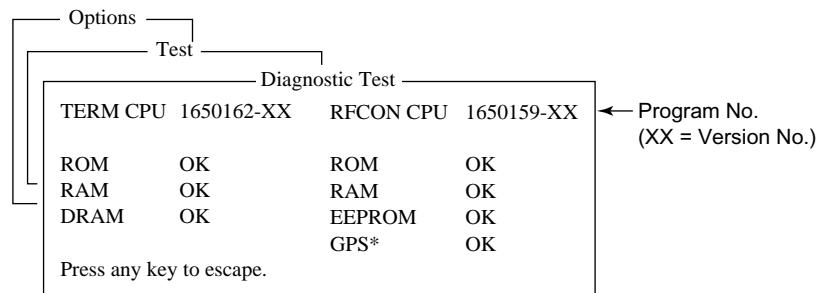 Options
Test
Diagnostic Test
TERM CPU 1650162-XX RFCON CPU 1650159-XX
Program No.
(XX = Version No.)
ROM OK ROM OK
RAM OK RAM OK
DRAM OK EEPROM OK
GPS* OK
Press any key to escape.